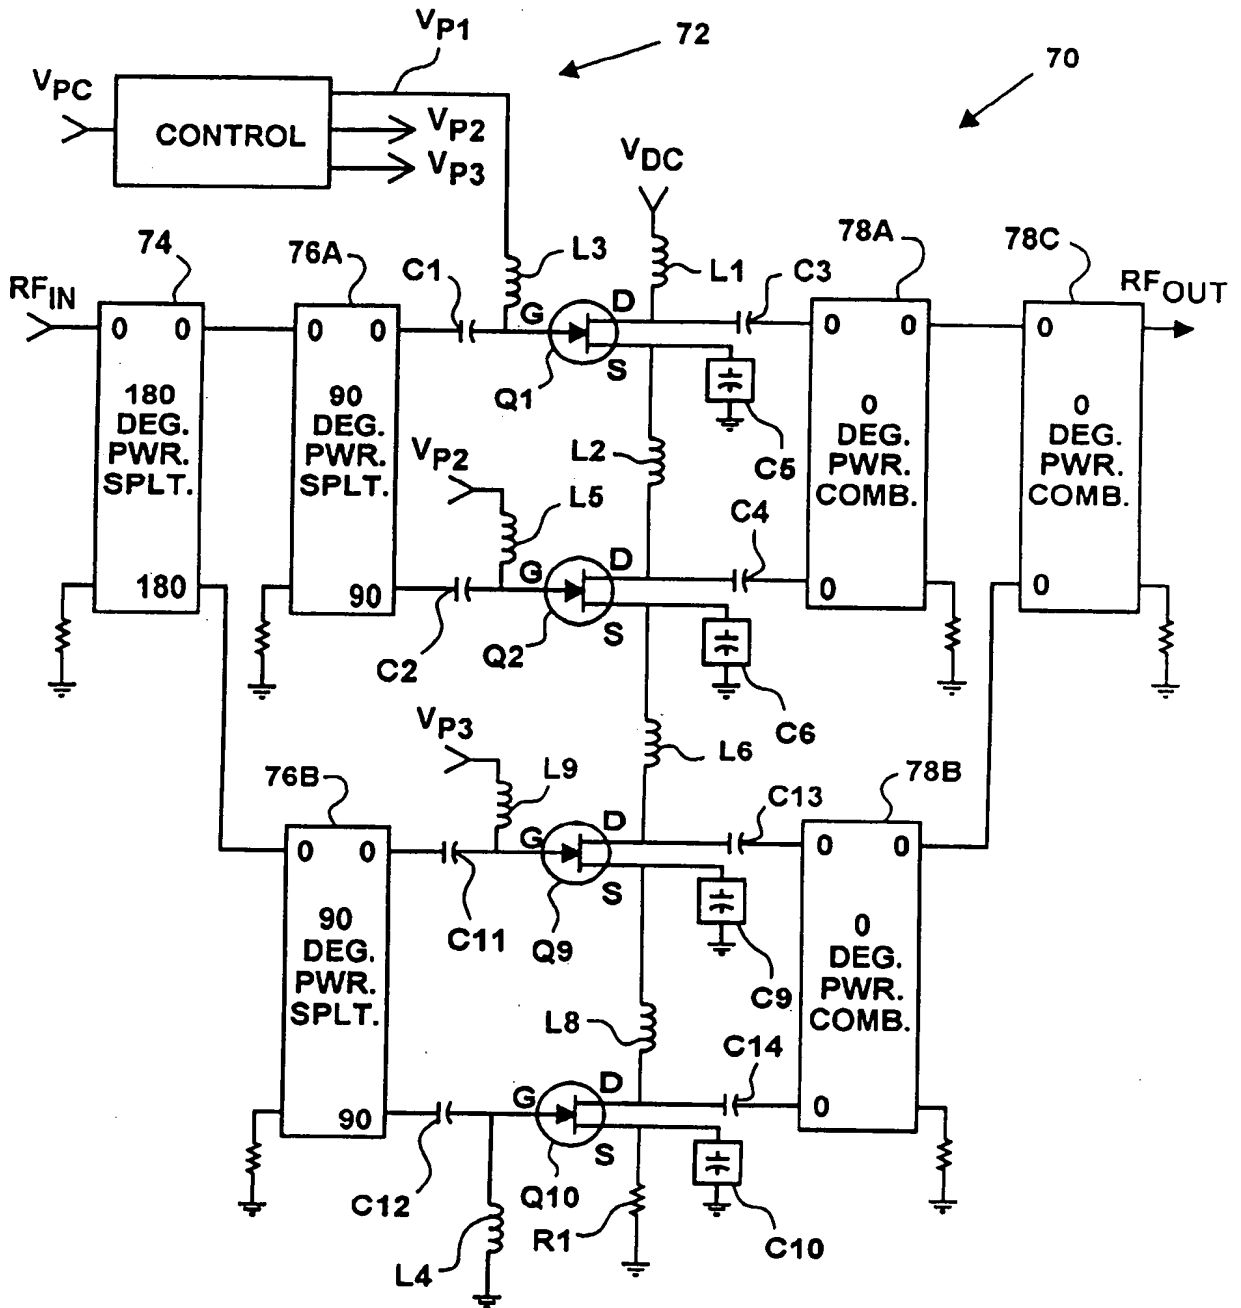 VP1
72
70
VPC
CONTROL
VP2
VP3
VDC
74
76A
C1
L3
L1
C3
78A
78C
RFIN
RFOUT
0 0
180
DEG.
PWR.
SPLT.
180
0 0
90
DEG.
PWR.
SPLT.
90
G
D
S
Q1
C5
0 0
0
DEG.
PWR.
COMB.
0
0
0
DEG.
PWR.
COMB.
0
VP2
L5
L2
C4
G
D
S
C2
Q2
C6
VP3
L9
L6
76B
C13
78B
0 0
90
DEG.
PWR.
SPLT.
90
G
D
S
C11
Q9
C9
0 0
0
DEG.
PWR.
COMB.
0
L8
C14
G
D
S
C12
Q10
R1
C10
L4